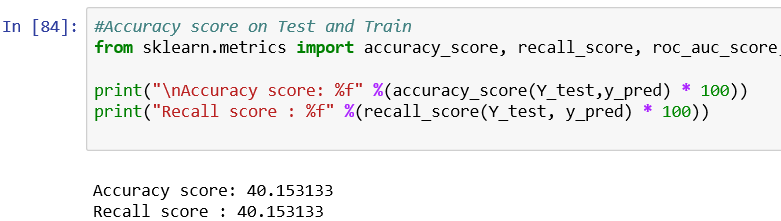 In [84]: #Accuracy score on Test and Train
from sklearn.metrics import accuracy_score, recall_score, roc_auc_score_
print("\nAccuracy score: %f" %(accuracy_score(Y_test,y_pred) * 100))
print("Recall score : %f" %(recall_score(Y_test, y_pred) * 100))
Accuracy score: 40.153133
Recall score : 40.153133